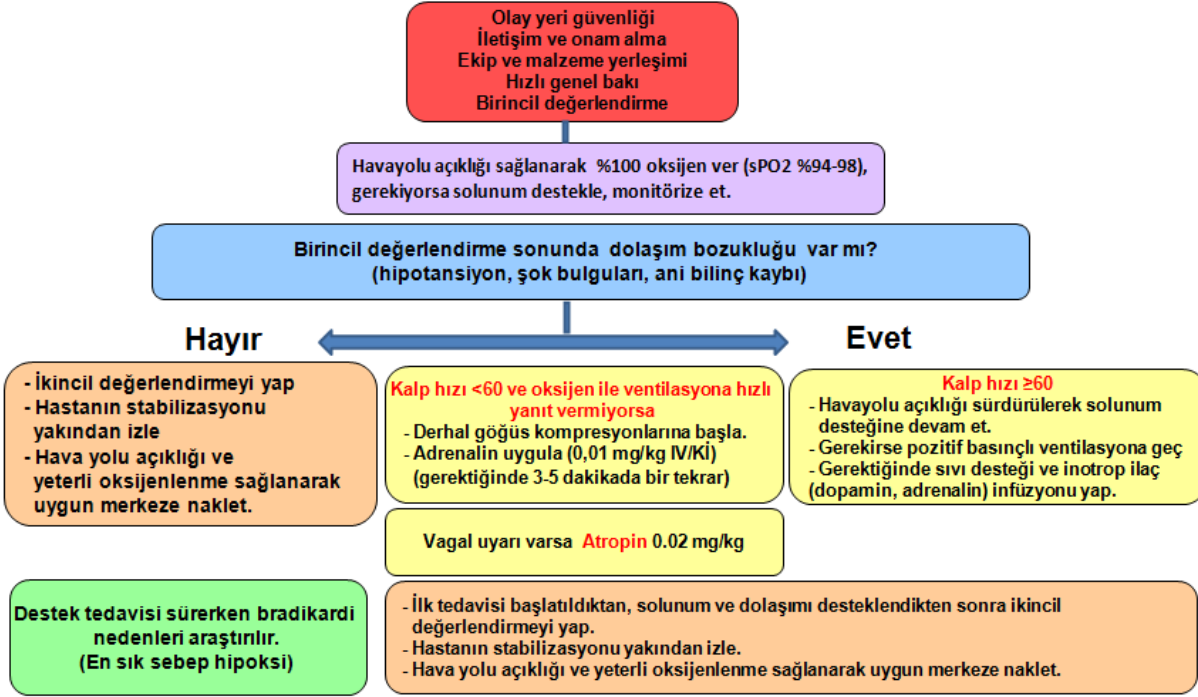 Olay yeri güvenliği
İletişim ve onam alma
Ekip ve malzeme yerleşimi
Hızlı genel bakı
Birincil değerlendirme
Havayolu açıklığı sağlanarak %100 oksijen ver (sPO2 %94-98),
gerekiyorsa solunum destekle, monitörize et.
Birincil değerlendirme sonunda dolaşım bozukluğu var mı?
(hipotansiyon, şok bulguları, ani bilinç kaybı)
Hayır
Evet
- İkincil değerlendirmeyi yap
- Hastanın stabilizasyonu
yakından izle
- Hava yolu açıklığı ve
yeterli oksijenlenme sağlanarak
uygun merkeze naklet.
Kalp hızı <60 ve oksijen ile ventilasyona hızlı
yanıt vermiyorsa
- Derhal göğüs kompresyonlarına başla.
- Adrenalin uygula (0,01 mg/kg IV/Kİ)
(gerektiğinde 3-5 dakikada bir tekrar)
Kalp hızı ≥60
- Havayolu açıklığı sürdürülerek solunum
desteğine devam et.
- Gerekirse pozitif basınçlı ventilasyona geç
- Gerektiğinde sıvı desteği ve inotrop ilaç
(dopamin, adrenalin) infüzyonu yap.
Vagal uyarı varsa Atropin 0.02 mg/kg
Destek tedavisi sürerken bradikardi
nedenleri araştırılır.
(En sık sebep hipoksi)
- İlk tedavisi başlatıldıktan, solunum ve dolaşımı desteklendikten sonra ikincil
değerlendirmeyi yap.
- Hastanın stabilizasyonu yakından izle.
- Hava yolu açıklığı ve yeterli oksijenlenme sağlanarak uygun merkeze naklet.